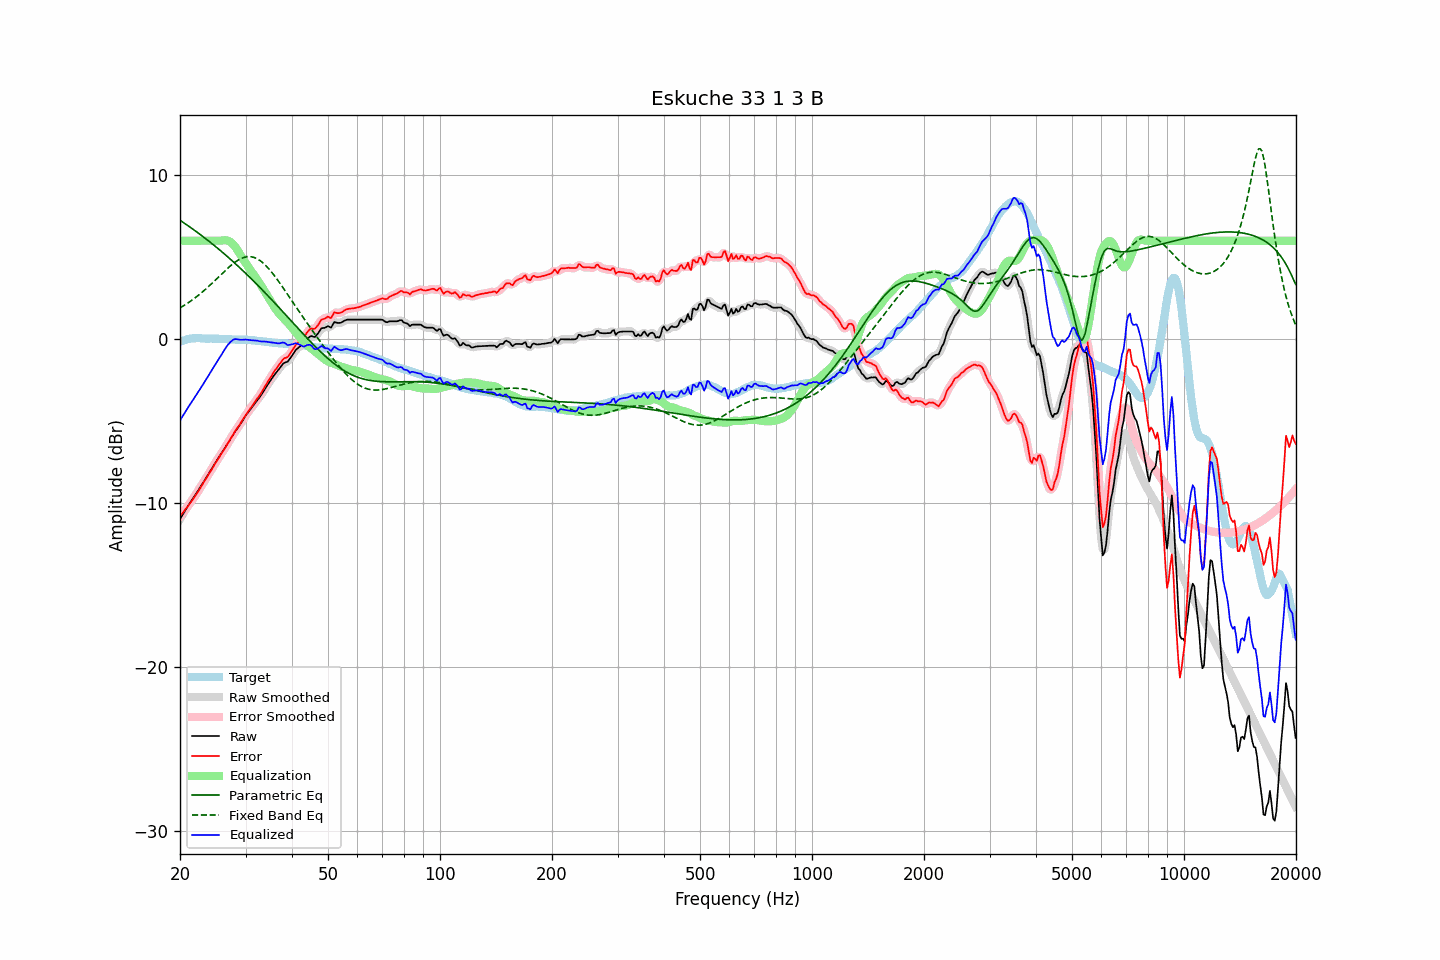 Eskuche 33 1 3 B
10
0
−10
−20
−30
Amplitude (dBr)
Target
Raw Smoothed
Error Smoothed
Raw
Error
Equalization
Parametric Eq
Fixed Band Eq
Equalized
20 50 100 200 500 1000 2000 5000 10000 20000
Frequency (Hz)